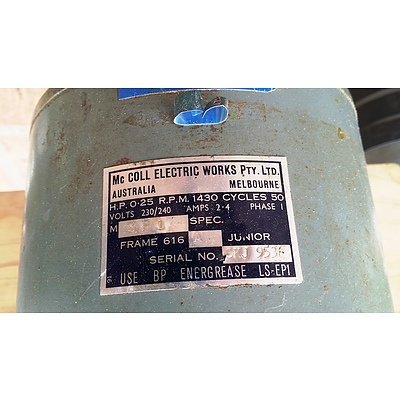 Mc COLL ELECTRIC WORKS PTY. LTD.
AUSTRALIA MELBOURNE
H.P. 0·25 R.P.M. 1430 CYCLES 50
VOLTS 230/240 AMPS 2·4 PHASE 1
M SPEC.
FRAME 616 JUNIOR
SERIAL NO.
USE BP ENERGREASE LS-EP1